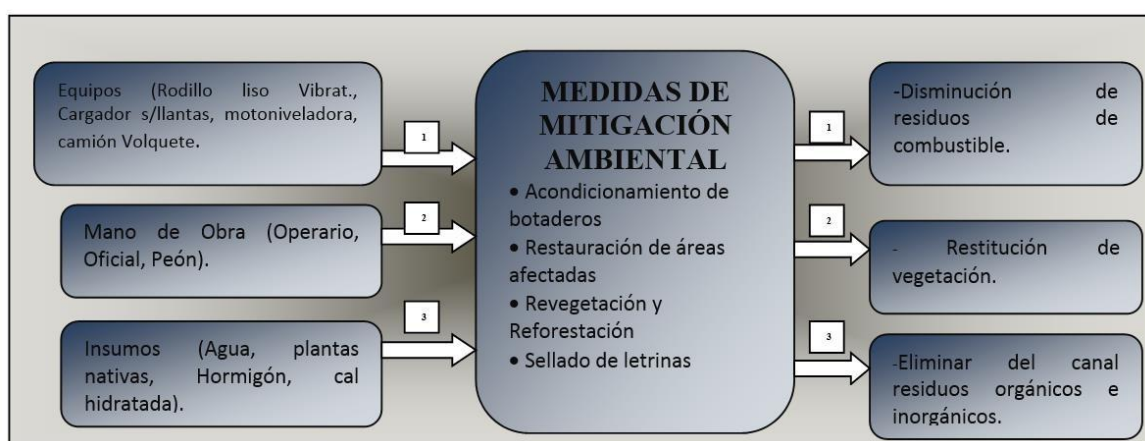 Equipos (Rodillo liso Vibrat.,
Cargador s/llantas, motoniveladora,
camión Volquete.
1
Mano de Obra (Operario,
Oficial, Peón).
2
Insumos (Agua, plantas
nativas, Hormigón, cal
hidratada).
3
MEDIDAS DE
MITIGACIÓN
AMBIENTAL
• Acondicionamiento de
botaderos
• Restauración de áreas
afectadas
• Revegetación y
Reforestación
• Sellado de letrinas
1
-Disminución de
residuos de
combustible.
2
- Restitución de
vegetación.
3
-Eliminar del canal
residuos orgánicos e
inorgánicos.